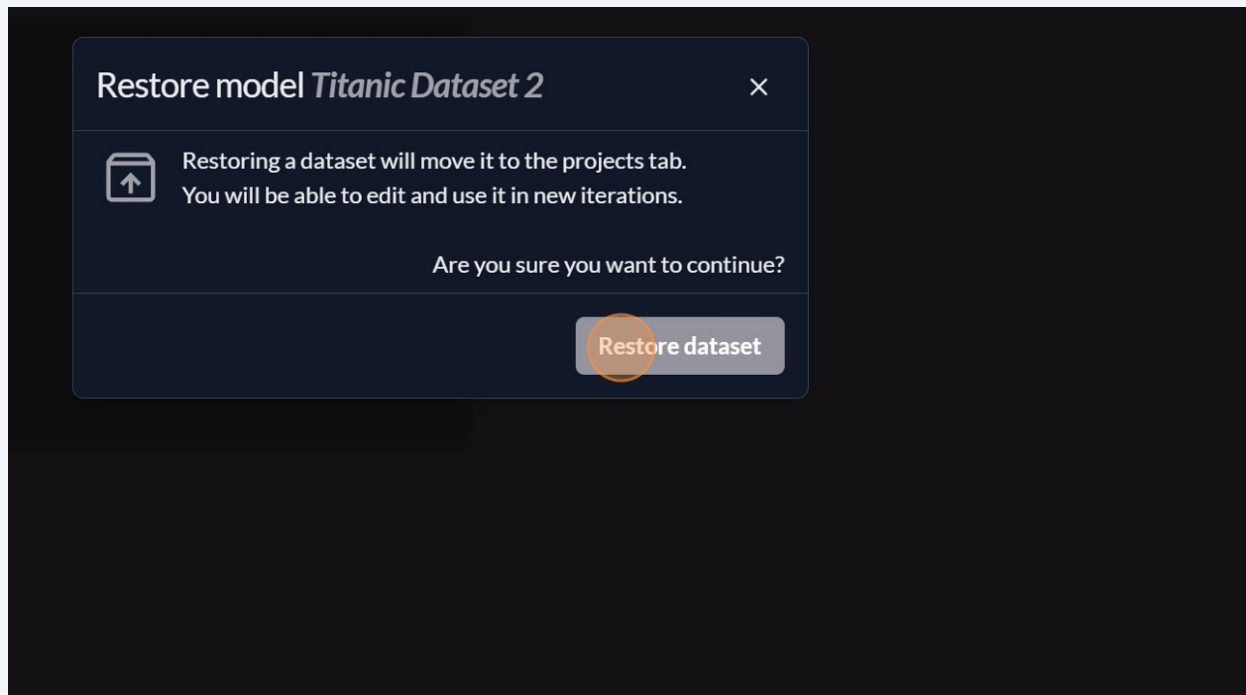 Restore model Titanic Dataset 2
Restoring a dataset will move it to the projects tab.
You will be able to edit and use it in new iterations.
Are you sure you want to continue?
Restore dataset